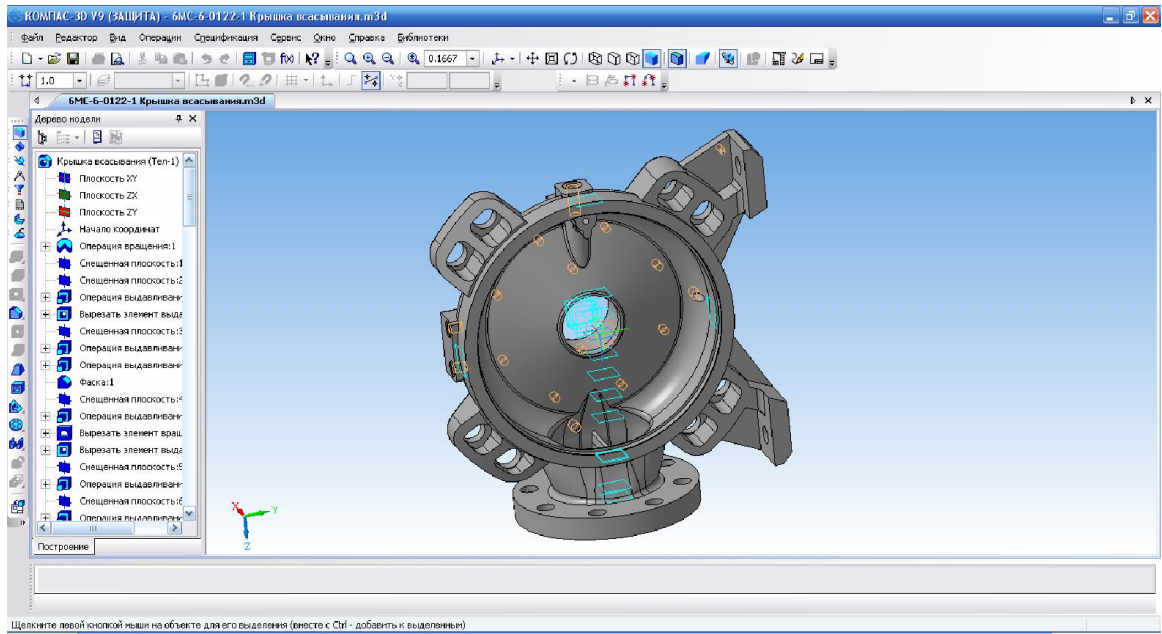 КОМПАС-3D V9 (ЗАЩИТА) - 6МС-6-0122-1 Крышка всасывания.m3d
Файл Редактор Вид Операции Спецификация Сервис Окно Справка Библиотеки
0.1667
1.0
6МС-6-0122-1 Крышка всасывания.m3d
Дерево модели
Крышка всасывания (Тел-1)
Плоскость XY
Плоскость ZX
Плоскость ZY
Начало координат
Операция вращения:1
Смещенная плоскость:1
Смещенная плоскость:2
Операция выдавливани
Вырезать элемент выда
Смещенная плоскость:3
Операция выдавливани
Операция выдавливани
Фаска:1
Смещенная плоскость:4
Операция выдавливани
Вырезать элемент вращ
Вырезать элемент выда
Смещенная плоскость:5
Операция выдавливани
Смещенная плоскость:6
Операция выдавливани
Построение
X
Y
Z
Щелкните левой кнопкой мыши на объекте для его выделения (вместе с Ctrl - добавить к выделенным)